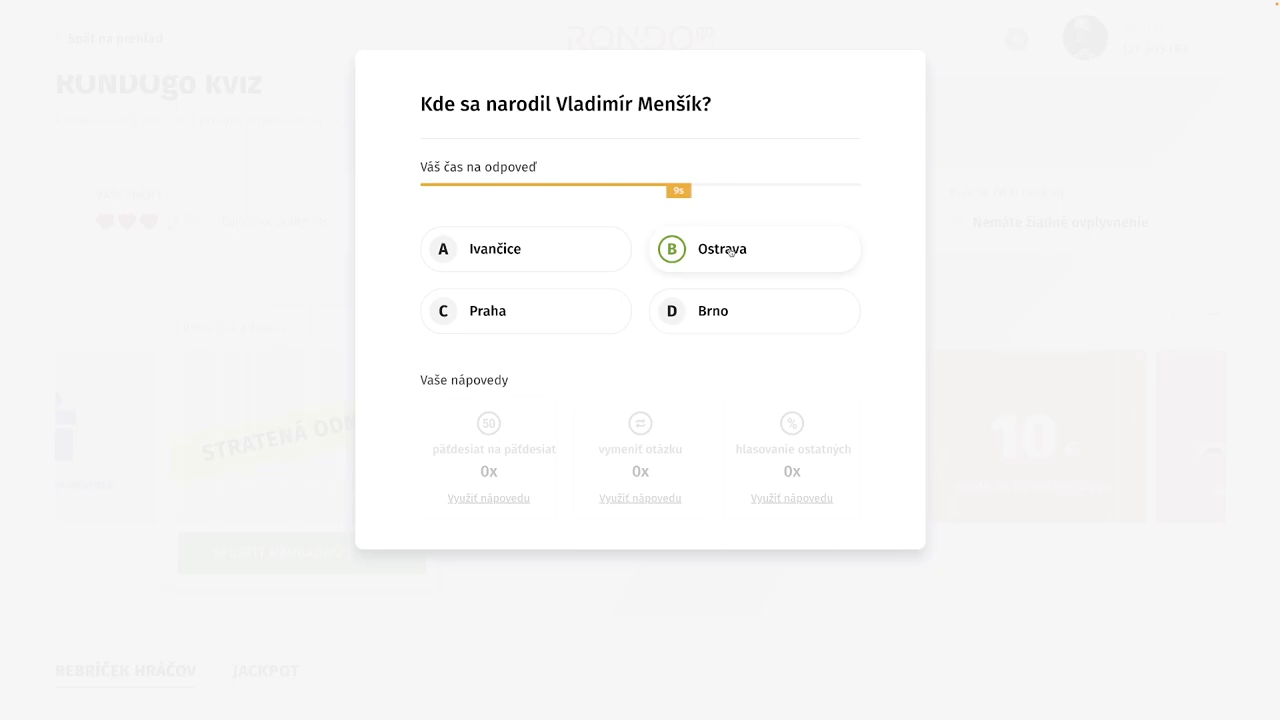 Späť na prehľad
RONDO go
RONDOgo kvíz
Kde sa narodil Vladimír Menšík?
Váš čas na odpoveď
9s
A Ivančice
B Ostrava
C Praha
D Brno
Nemáte žiadne ovplyvnenie
Vaše nápovedy
50
päťdesiat na päťdesiat
0x
Využiť nápovedu
vymeniť otázku
0x
Využiť nápovedu
%
hlasovanie ostatných
0x
Využiť nápovedu
STRATENÁ ODM
10
REBRÍČEK HRÁČOV
JACKPOT